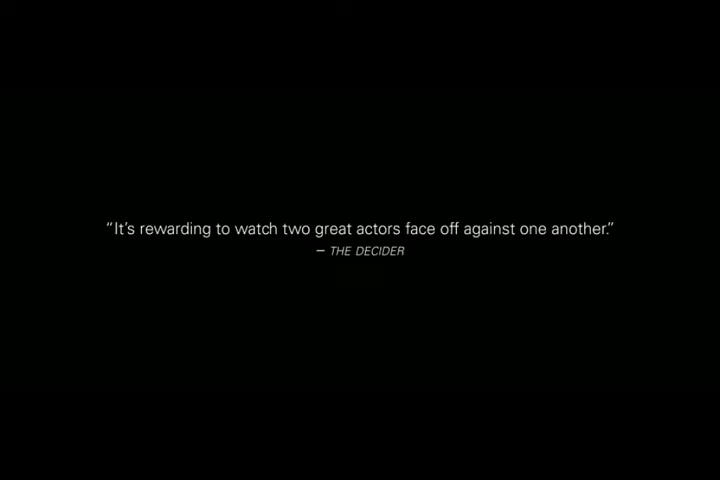 “It’s rewarding to watch two great actors face off against one another.”
– THE DECIDER